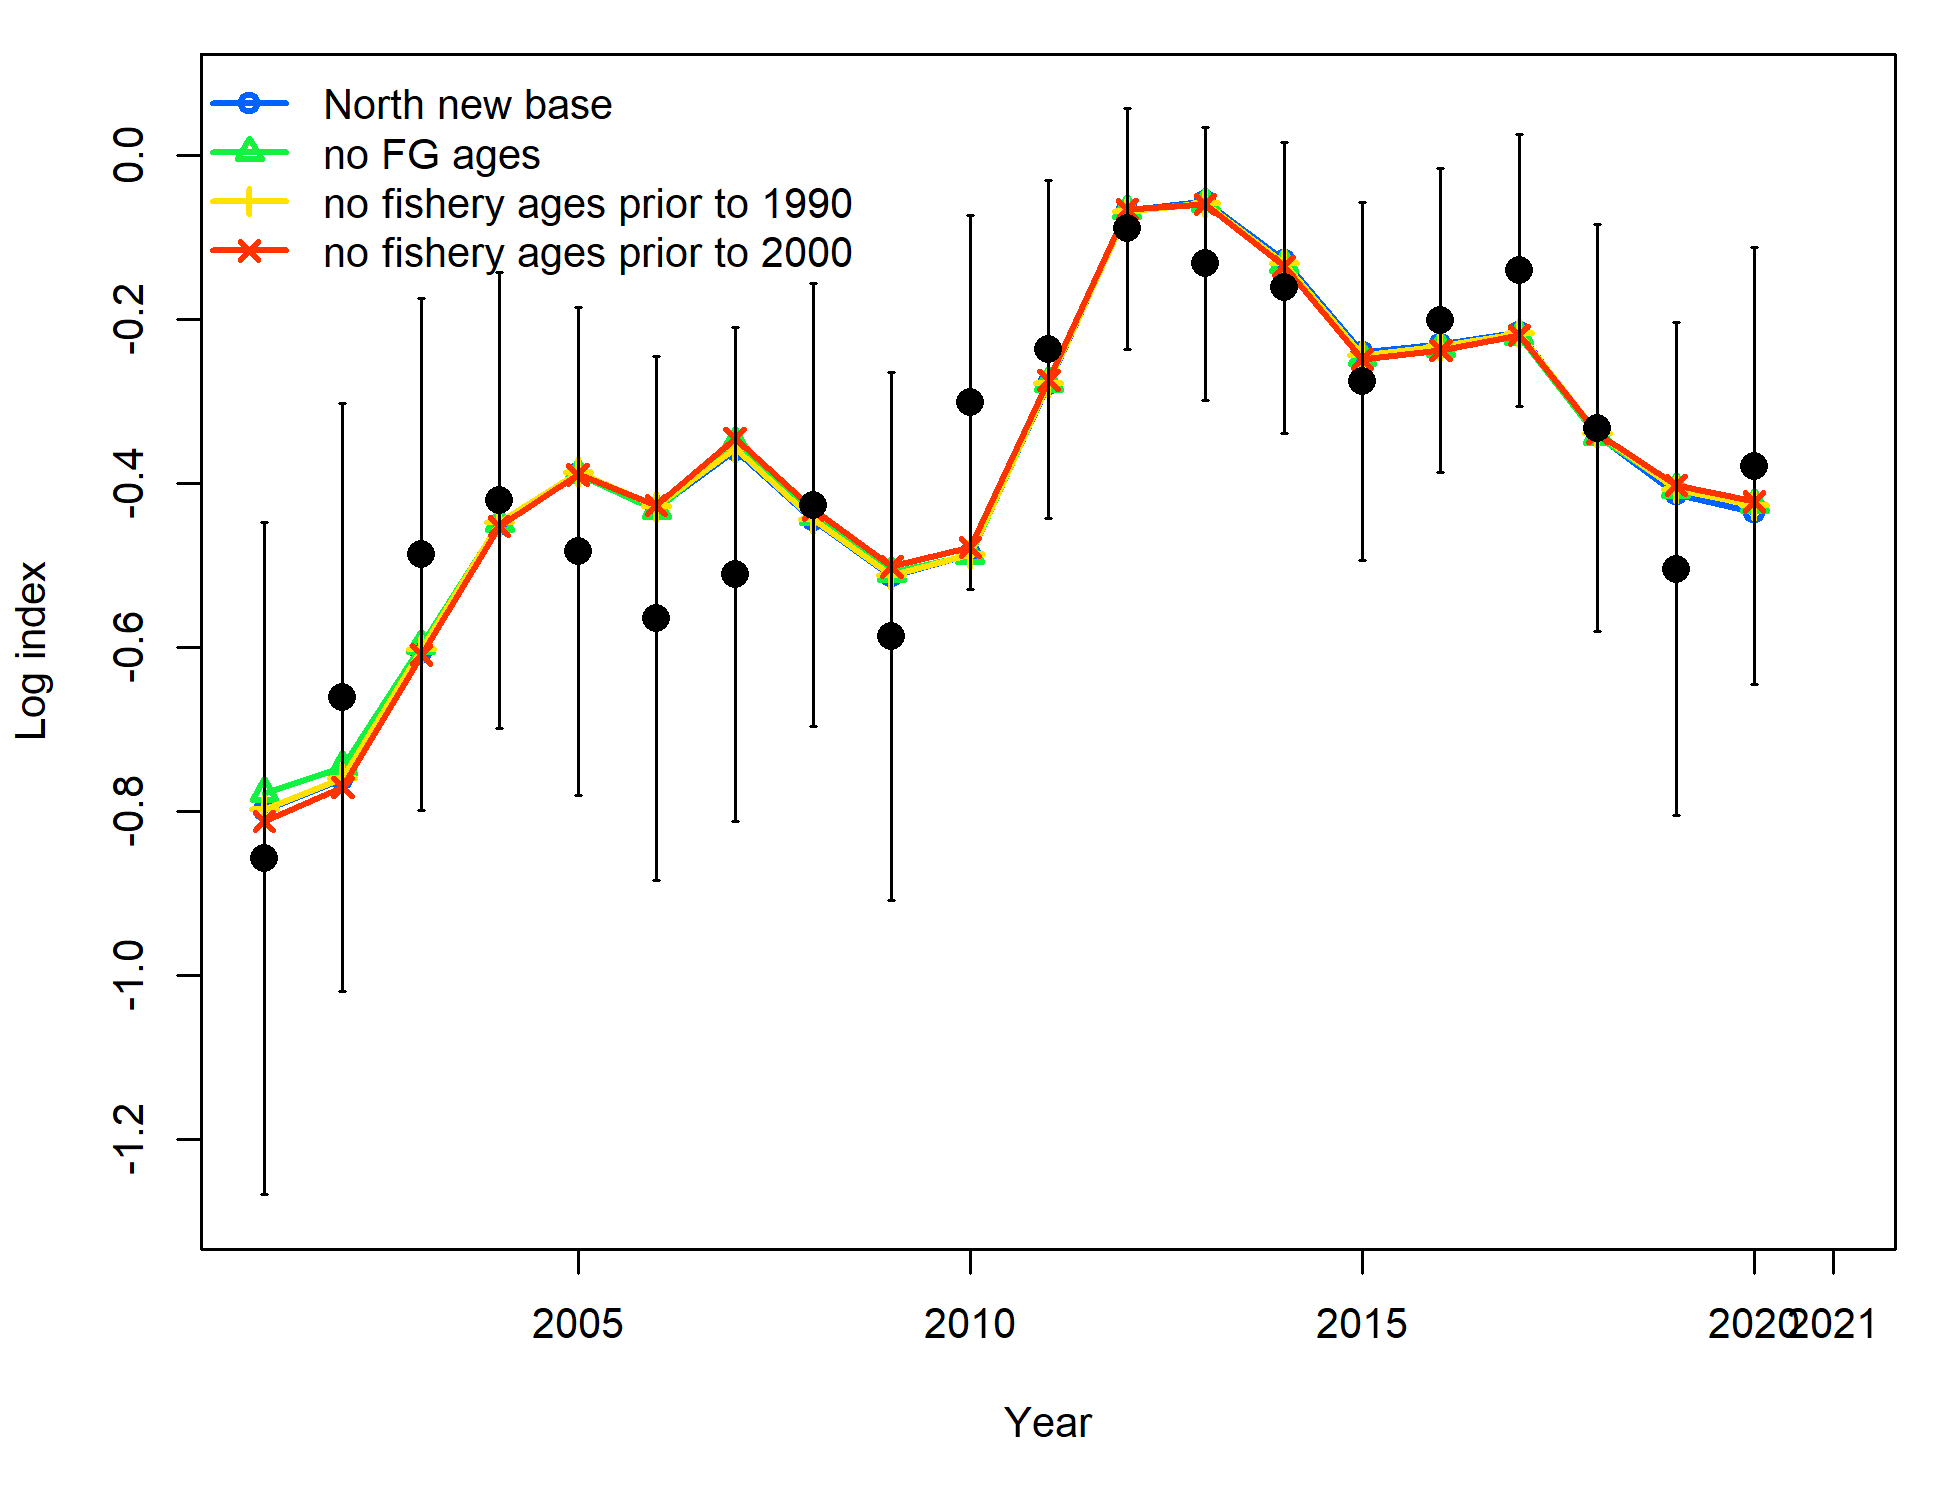 North new base
no FG ages
no fishery ages prior to 1990
no fishery ages prior to 2000
0.0
-0.2
-0.4
-0.6
-0.8
-1.0
-1.2
Log index
2005 2010 2015 2020 2021
Year